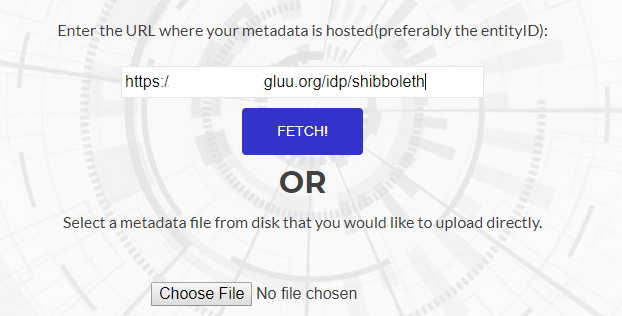 Enter the URL where your metadata is hosted(preferably the entityID):
https:/ gluu.org/idp/shibboleth
FETCH!
OR
Select a metadata file from disk that you would like to upload directly.
Choose File No file chosen